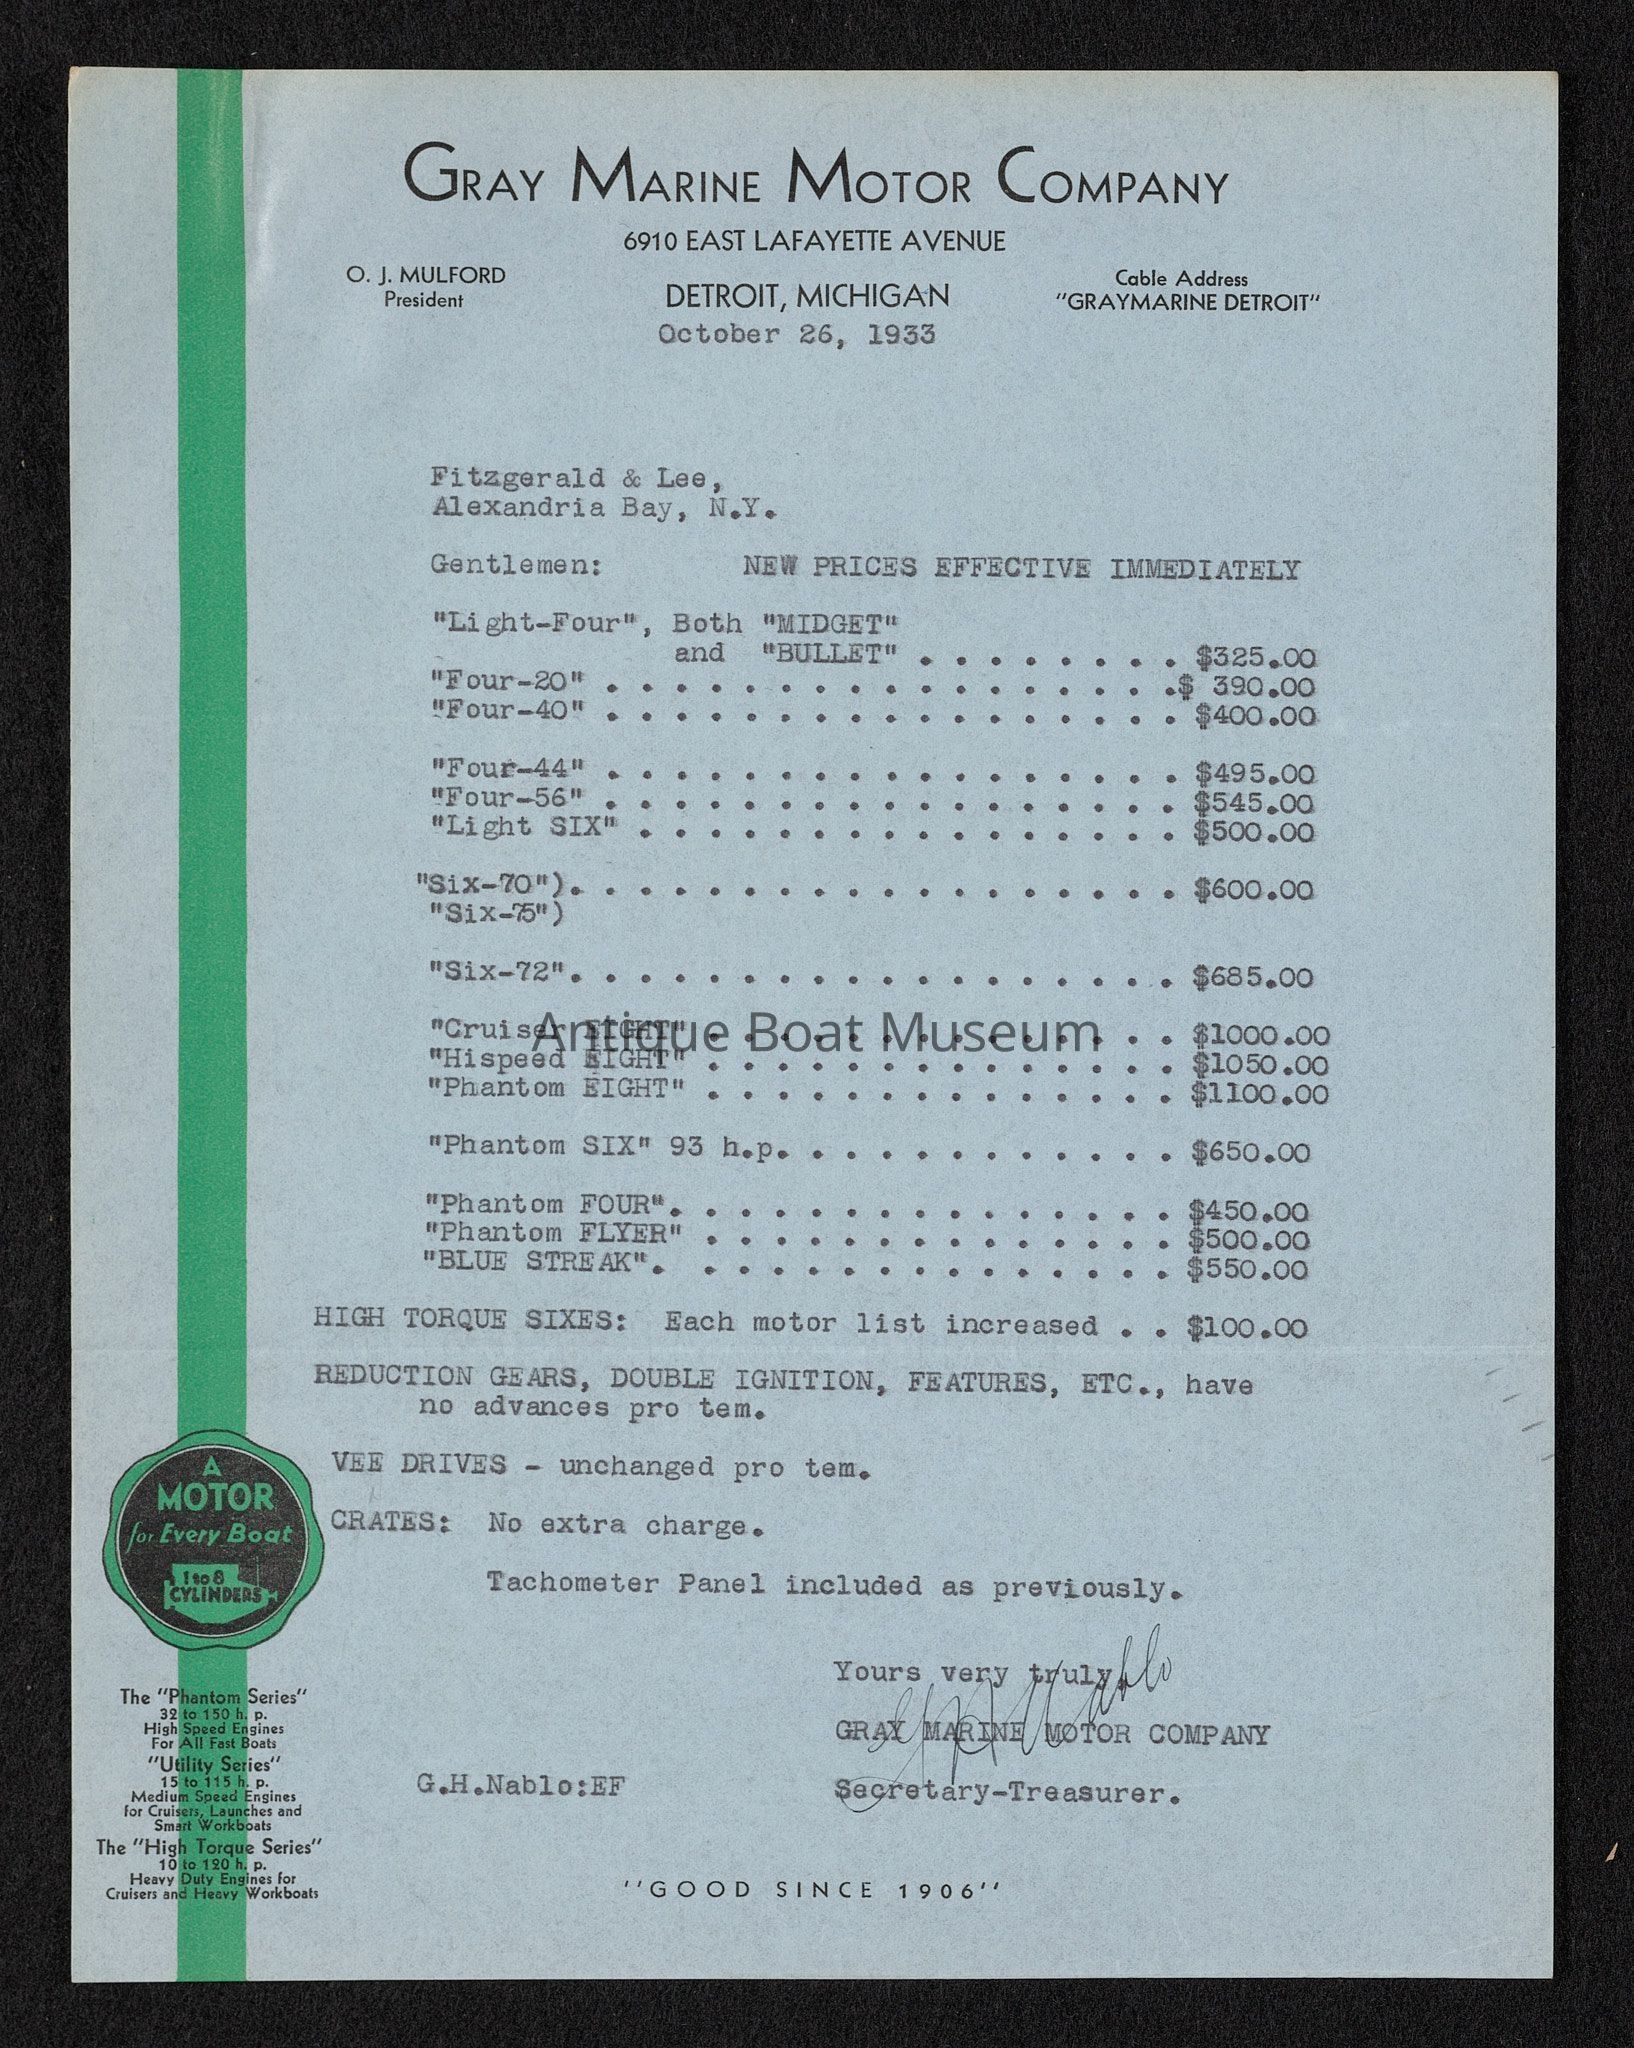 GRAY MARINE MOTOR COMPANY
6910 EAST LAFAYETTE AVENUE
O. J. MULFORD
President
DETROIT, MICHIGAN
Cable Address
"GRAYMARINE DETROIT"
October 26, 1933
Fitzgerald & Lee,
Alexandria Bay, N.Y.
Gentlemen: NEW PRICES EFFECTIVE IMMEDIATELY
"Light-Four", Both "MIDGET"
and "BULLET" . . . . . . . . $325.00
"Four-20" . . . . . . . . . . . . . . . . .$ 390.00
"Four-40" . . . . . . . . . . . . . . . . . $400.00
"Four-44" . . . . . . . . . . . . . . . . . $495.00
"Four-56" . . . . . . . . . . . . . . . . . $545.00
"Light SIX" . . . . . . . . . . . . . . . . $500.00
"Six-70"). . . . . . . . . . . . . . . . . . $600.00
"Six-75")
"Six-72". . . . . . . . . . . . . . . . . . $685.00
"Cruiser EIGHT" . . . . . . . . . . . . . . $1000.00
"Hispeed EIGHT" . . . . . . . . . . . . . . $1050.00
"Phantom EIGHT" . . . . . . . . . . . . . . $1100.00
"Phantom SIX" 93 h.p. . . . . . . . . . . . $650.00
"Phantom FOUR". . . . . . . . . . . . . . . $450.00
"Phantom FLYER" . . . . . . . . . . . . . . $500.00
"BLUE STREAK". . . . . . . . . . . . . . . $550.00
HIGH TORQUE SIXES: Each motor list increased . . $100.00
REDUCTION GEARS, DOUBLE IGNITION, FEATURES, ETC., have
no advances pro tem.
VEE DRIVES - unchanged pro tem.
CRATES: No extra charge.
Tachometer Panel included as previously.
Yours very truly,
G H Nablo
GRAY MARINE MOTOR COMPANY
G.H.Nablo:EF
Secretary-Treasurer.
A
MOTOR
for Every Boat
1 to 8
CYLINDERS
The "Phantom Series"
32 to 150 h. p.
High Speed Engines
For All Fast Boats
"Utility Series"
15 to 115 h. p.
Medium Speed Engines
for Cruisers, Launches and
Smart Workboats
The "High Torque Series"
10 to 120 h. p.
Heavy Duty Engines for
Cruisers and Heavy Workboats
"GOOD SINCE 1906"
Antique Boat Museum